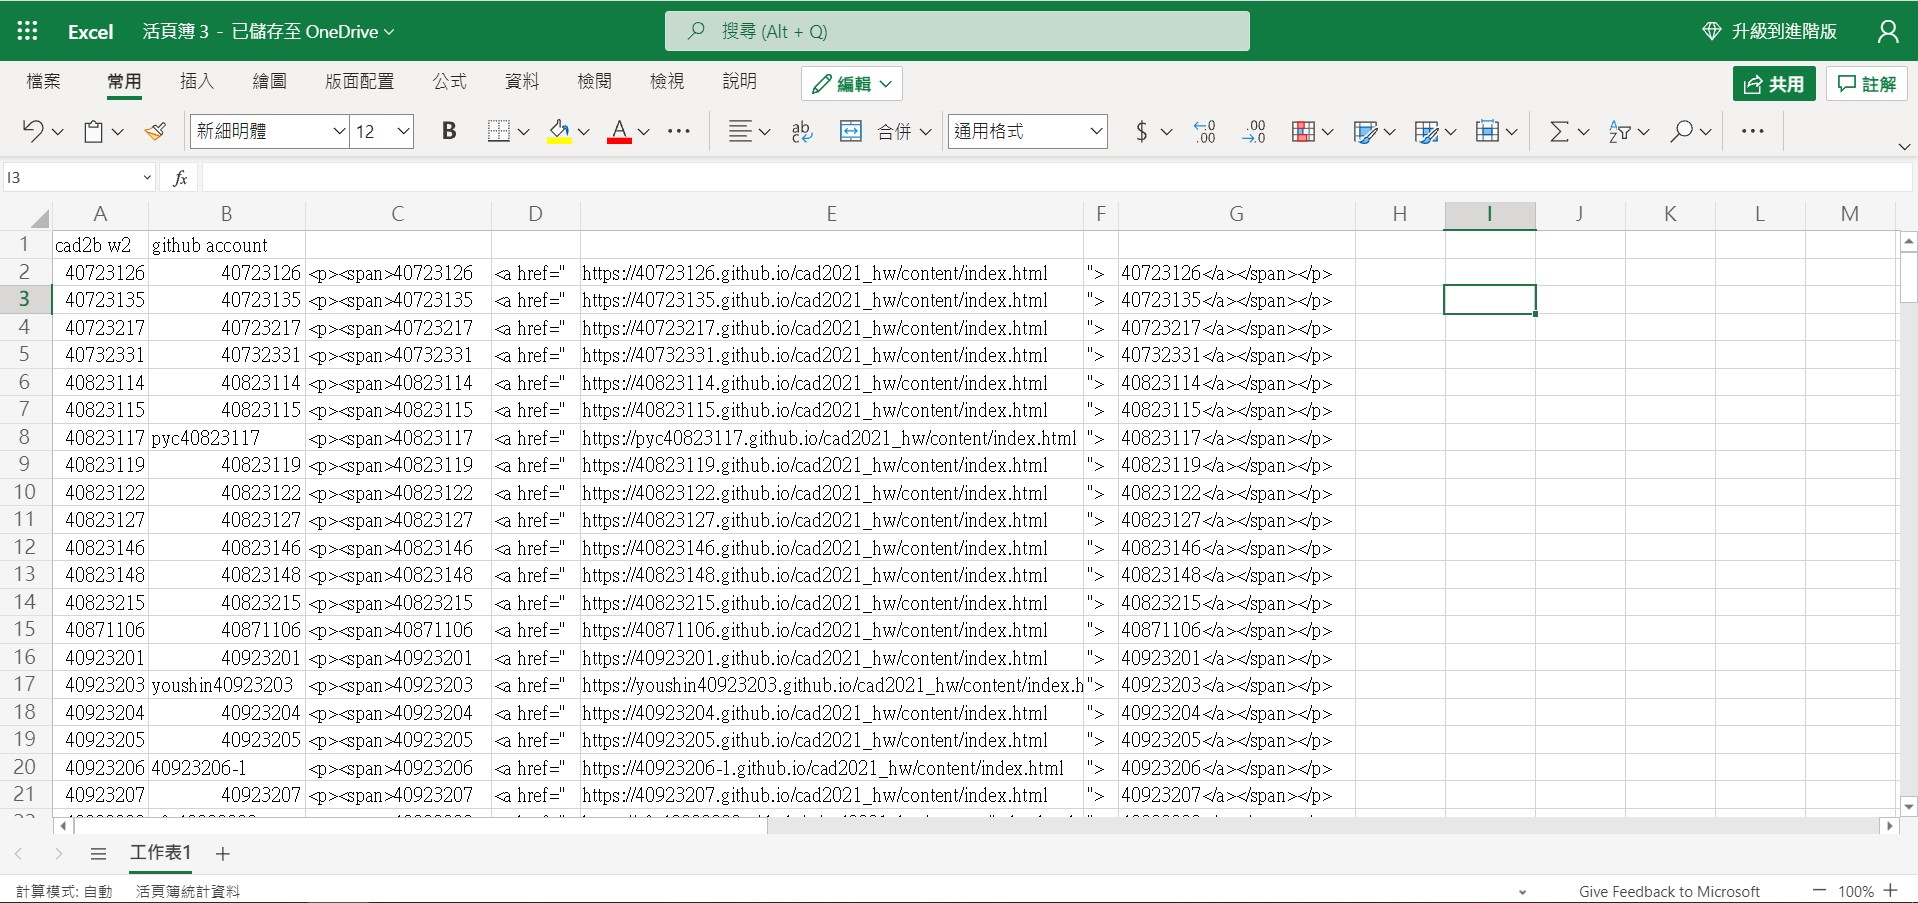 Excel 活頁簿 3 - 已儲存至 OneDrive 搜尋 (Alt + Q) 升級到進階版
檔案 常用 插入 繪圖 版面配置 公式 資料 檢閱 檢視 說明 編輯 共用 註解
新細明體 12 B A ab 合併 通用格式 $ .00 .00
I3 fx
A B C D E F G H I J K L M
1 cad2b w2 github account
2 40723126 40723126 <p><span>40723126 <a href=" https://40723126.github.io/cad2021_hw/content/index.html "> 40723126</a></span></p>
3 40723135 40723135 <p><span>40723135 <a href=" https://40723135.github.io/cad2021_hw/content/index.html "> 40723135</a></span></p>
4 40723217 40723217 <p><span>40723217 <a href=" https://40723217.github.io/cad2021_hw/content/index.html "> 40723217</a></span></p>
5 40732331 40732331 <p><span>40732331 <a href=" https://40732331.github.io/cad2021_hw/content/index.html "> 40732331</a></span></p>
6 40823114 40823114 <p><span>40823114 <a href=" https://40823114.github.io/cad2021_hw/content/index.html "> 40823114</a></span></p>
7 40823115 40823115 <p><span>40823115 <a href=" https://40823115.github.io/cad2021_hw/content/index.html "> 40823115</a></span></p>
8 40823117 pyc40823117 <p><span>40823117 <a href=" https://pyc40823117.github.io/cad2021_hw/content/index.html "> 40823117</a></span></p>
9 40823119 40823119 <p><span>40823119 <a href=" https://40823119.github.io/cad2021_hw/content/index.html "> 40823119</a></span></p>
10 40823122 40823122 <p><span>40823122 <a href=" https://40823122.github.io/cad2021_hw/content/index.html "> 40823122</a></span></p>
11 40823127 40823127 <p><span>40823127 <a href=" https://40823127.github.io/cad2021_hw/content/index.html "> 40823127</a></span></p>
12 40823146 40823146 <p><span>40823146 <a href=" https://40823146.github.io/cad2021_hw/content/index.html "> 40823146</a></span></p>
13 40823148 40823148 <p><span>40823148 <a href=" https://40823148.github.io/cad2021_hw/content/index.html "> 40823148</a></span></p>
14 40823215 40823215 <p><span>40823215 <a href=" https://40823215.github.io/cad2021_hw/content/index.html "> 40823215</a></span></p>
15 40871106 40871106 <p><span>40871106 <a href=" https://40871106.github.io/cad2021_hw/content/index.html "> 40871106</a></span></p>
16 40923201 40923201 <p><span>40923201 <a href=" https://40923201.github.io/cad2021_hw/content/index.html "> 40923201</a></span></p>
17 40923203 youshin40923203 <p><span>40923203 <a href=" https://youshin40923203.github.io/cad2021_hw/content/index.h "> 40923203</a></span></p>
18 40923204 40923204 <p><span>40923204 <a href=" https://40923204.github.io/cad2021_hw/content/index.html "> 40923204</a></span></p>
19 40923205 40923205 <p><span>40923205 <a href=" https://40923205.github.io/cad2021_hw/content/index.html "> 40923205</a></span></p>
20 40923206 40923206-1 <p><span>40923206 <a href=" https://40923206-1.github.io/cad2021_hw/content/index.html "> 40923206</a></span></p>
21 40923207 40923207 <p><span>40923207 <a href=" https://40923207.github.io/cad2021_hw/content/index.html "> 40923207</a></span></p>
工作表1
計算模式: 自動 活頁簿統計資料 Give Feedback to Microsoft 100%